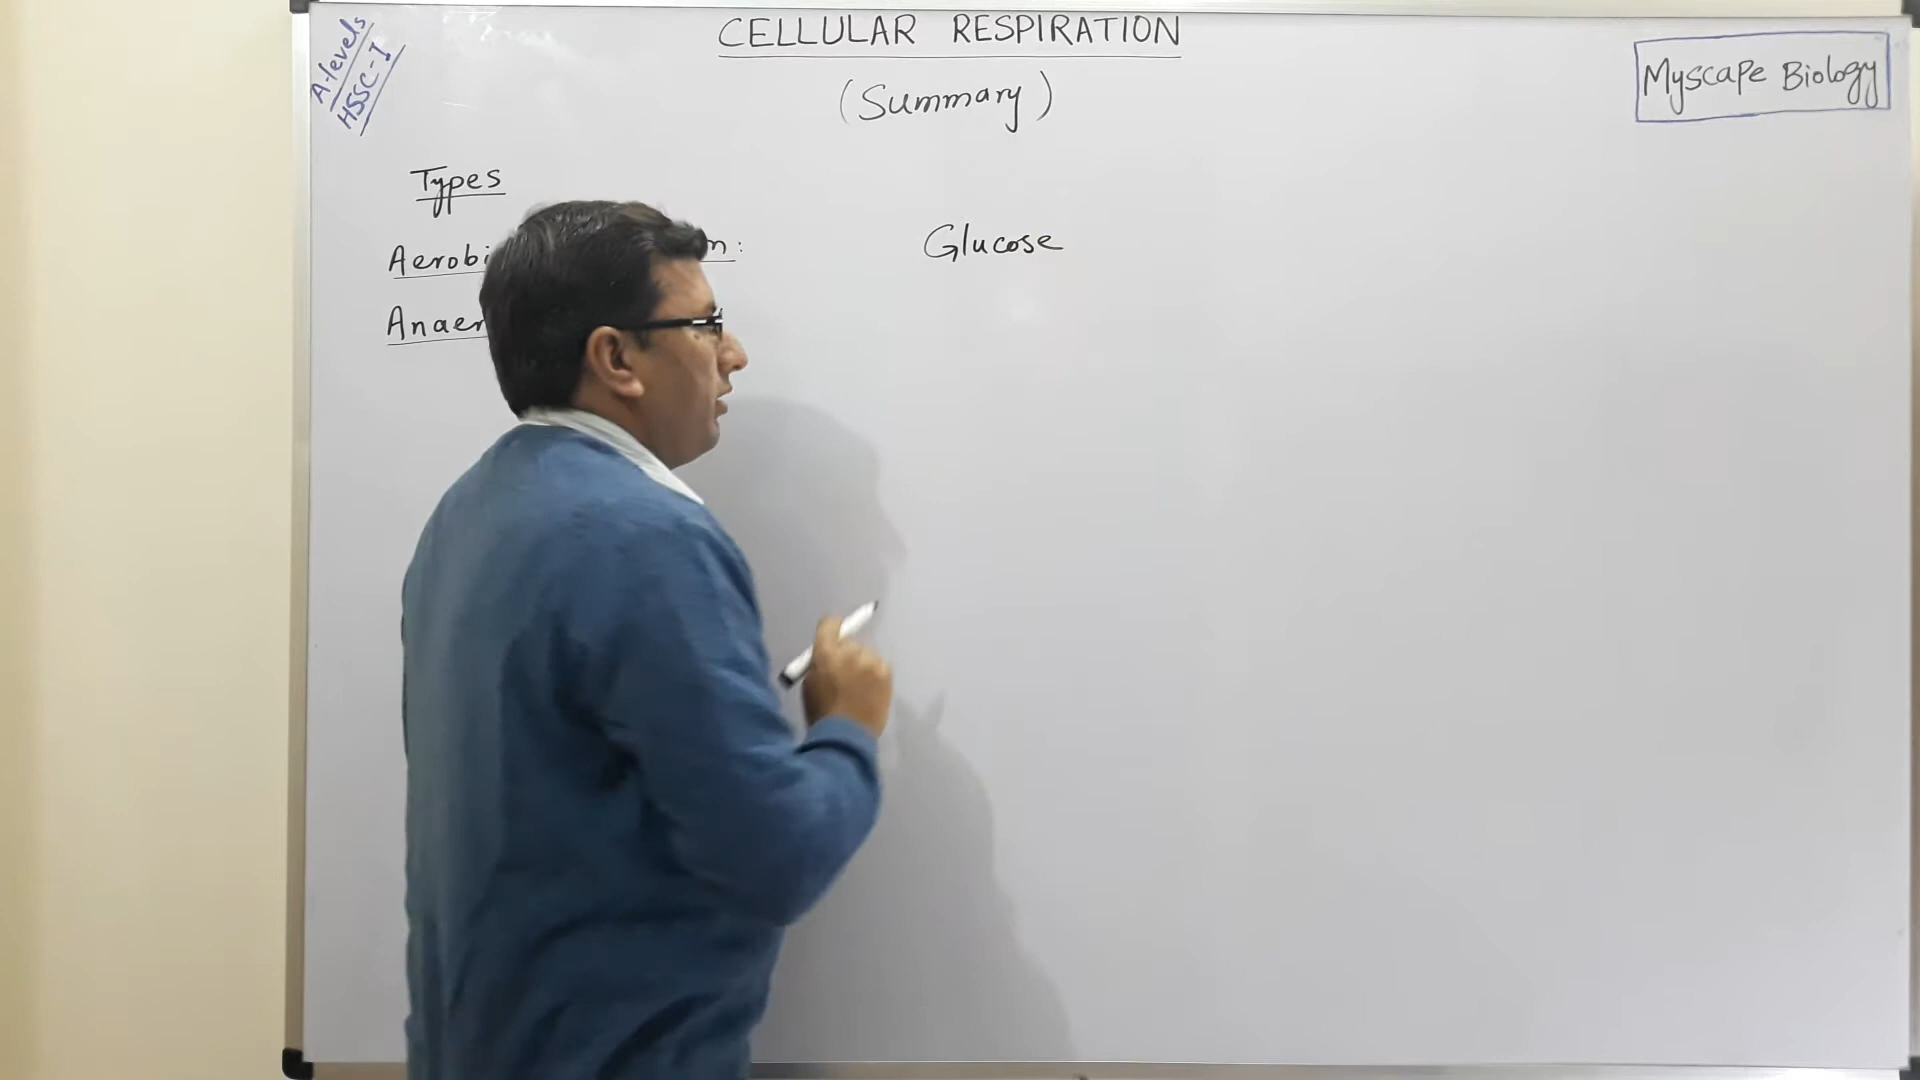 A-levels
HSSC-I
CELLULAR RESPIRATION
(Summary)
Myscape Biology
Types
Aerobi n:
Glucose
Anaer